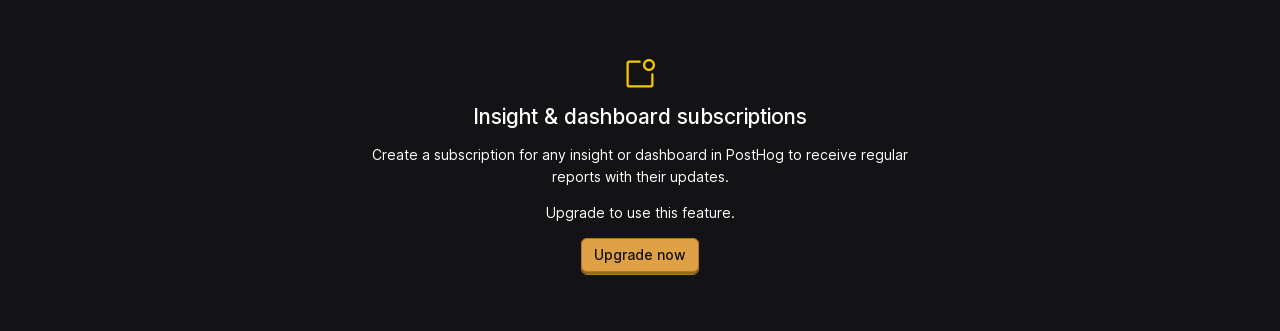 Insight & dashboard subscriptions
Create a subscription for any insight or dashboard in PostHog to receive regular
reports with their updates.
Upgrade to use this feature.
Upgrade now